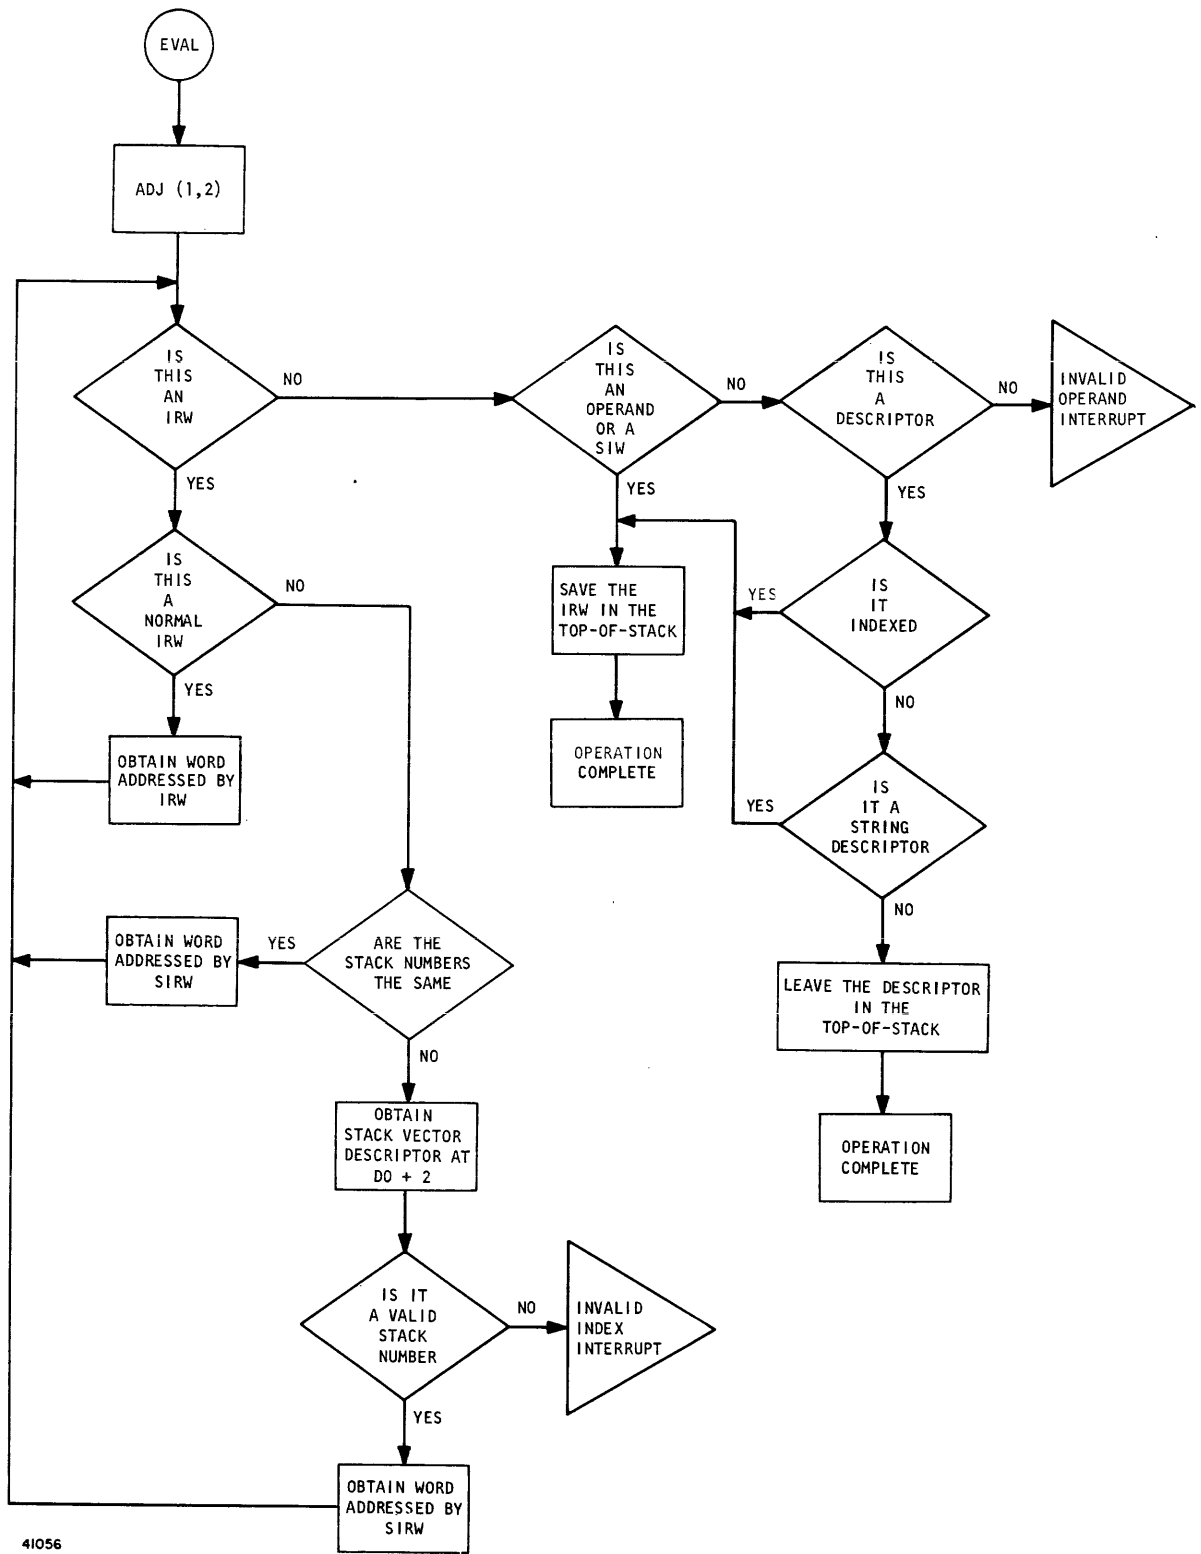 EVAL
ADJ (1,2)
IS
THIS
AN
IRW
NO
YES
IS
THIS
AN
OPERAND
OR A
SIW
NO
YES
IS
THIS
A
DESCRIPTOR
NO
YES
INVALID
OPERAND
INTERRUPT
IS
THIS
A
NORMAL
IRW
NO
YES
SAVE THE
IRW IN THE
TOP-OF-STACK
YES
IS
IT
INDEXED
NO
OBTAIN WORD
ADDRESSED BY
IRW
OPERATION
COMPLETE
YES
IS
IT A
STRING
DESCRIPTOR
NO
OBTAIN WORD
ADDRESSED BY
SIRW
YES
ARE THE
STACK NUMBERS
THE SAME
NO
LEAVE THE DESCRIPTOR
IN THE
TOP-OF-STACK
OBTAIN
STACK VECTOR
DESCRIPTOR AT
DO + 2
OPERATION
COMPLETE
IS IT
A VALID
STACK
NUMBER
NO
YES
INVALID
INDEX
INTERRUPT
OBTAIN WORD
ADDRESSED BY
SIRW
41056